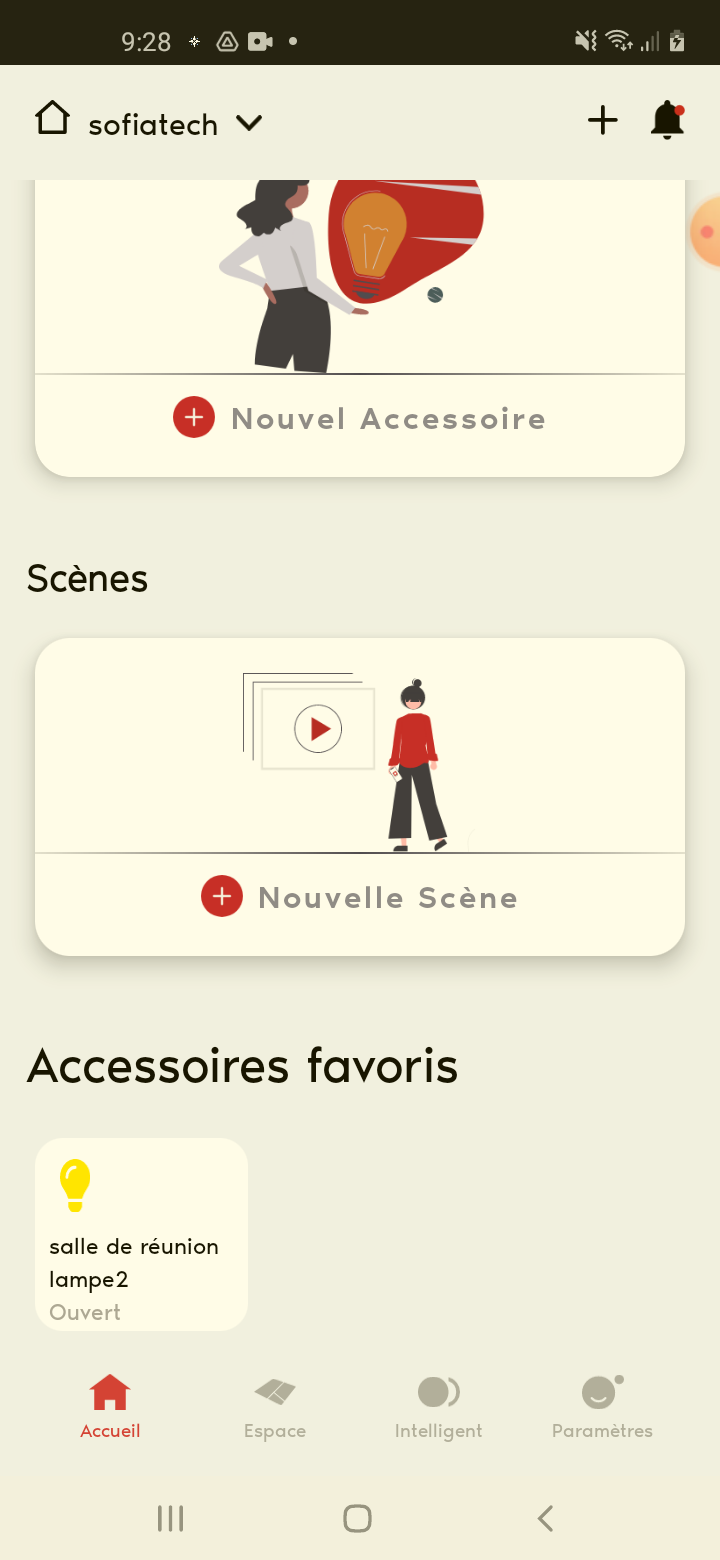 9:28
sofiatech
Nouvel Accessoire
Scènes
Nouvelle Scène
Accessoires favoris
salle de réunion
lampe2
Ouvert
Accueil
Espace
Intelligent
Paramètres